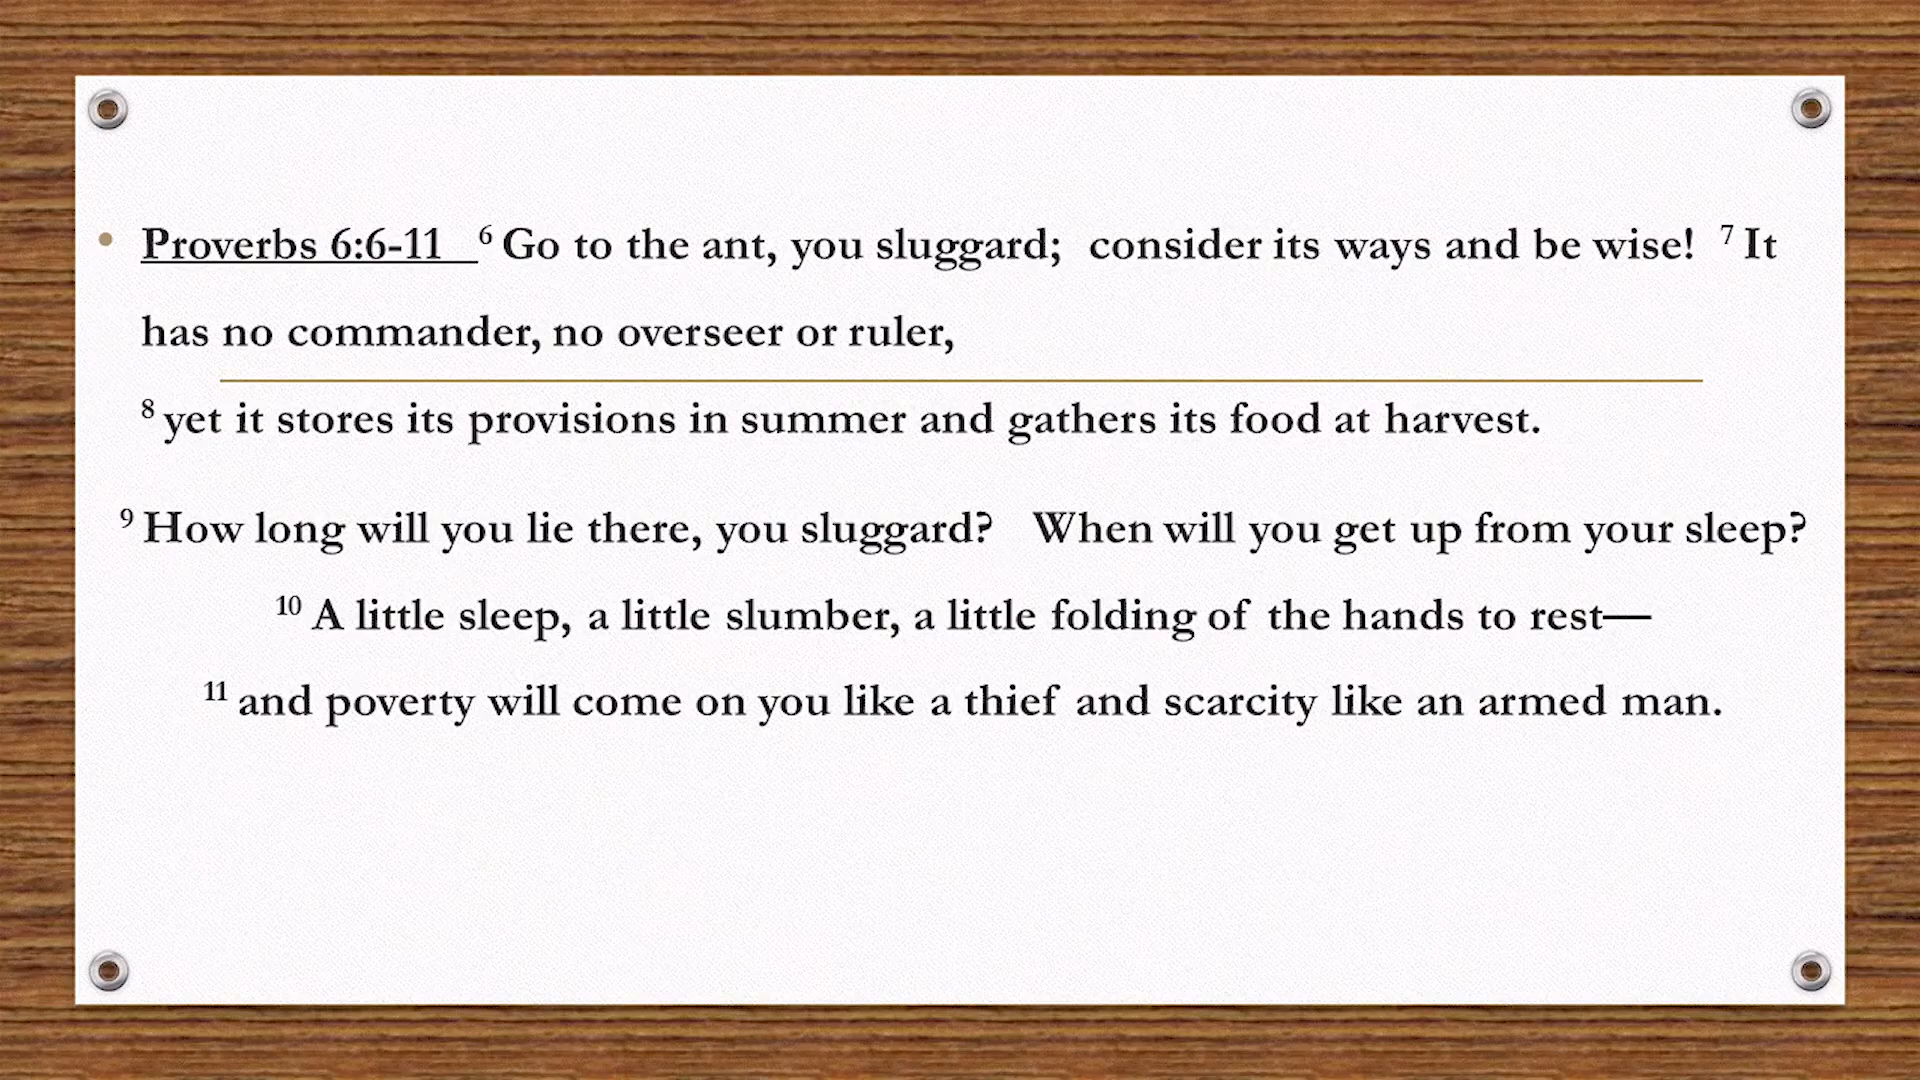 • Proverbs 6:6-11 ⁶ Go to the ant, you sluggard; consider its ways and be wise! ⁷ It
has no commander, no overseer or ruler,
⁸ yet it stores its provisions in summer and gathers its food at harvest.
⁹ How long will you lie there, you sluggard? When will you get up from your sleep?
¹⁰ A little sleep, a little slumber, a little folding of the hands to rest—
¹¹ and poverty will come on you like a thief and scarcity like an armed man.